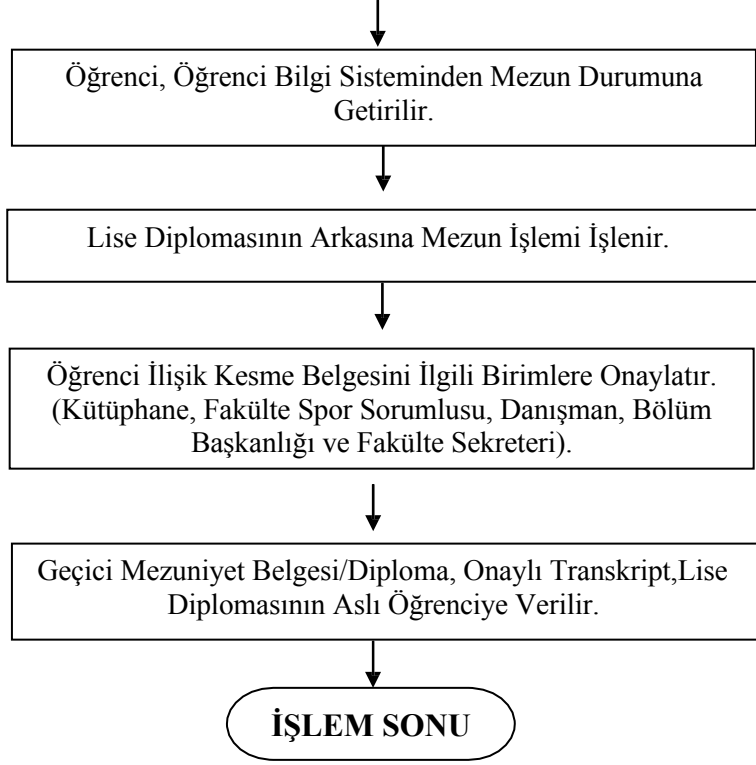 Öğrenci, Öğrenci Bilgi Sisteminden Mezun Durumuna
Getirilir.
Lise Diplomasının Arkasına Mezun İşlemi İşlenir.
Öğrenci İlişik Kesme Belgesini İlgili Birimlere Onaylatır.
(Kütüphane, Fakülte Spor Sorumlusu, Danışman, Bölüm
Başkanlığı ve Fakülte Sekreteri).
Geçici Mezuniyet Belgesi/Diploma, Onaylı Transkript,Lise
Diplomasının Aslı Öğrenciye Verilir.
İŞLEM SONU